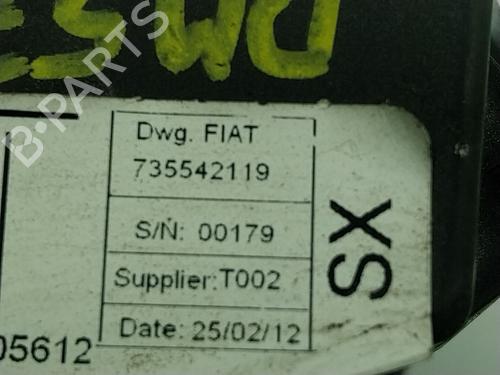 B-PARTS
Dwg. FIAT
735542119
S/N: 00179
Supplier: T002
Date: 25/02/12
SX
05612